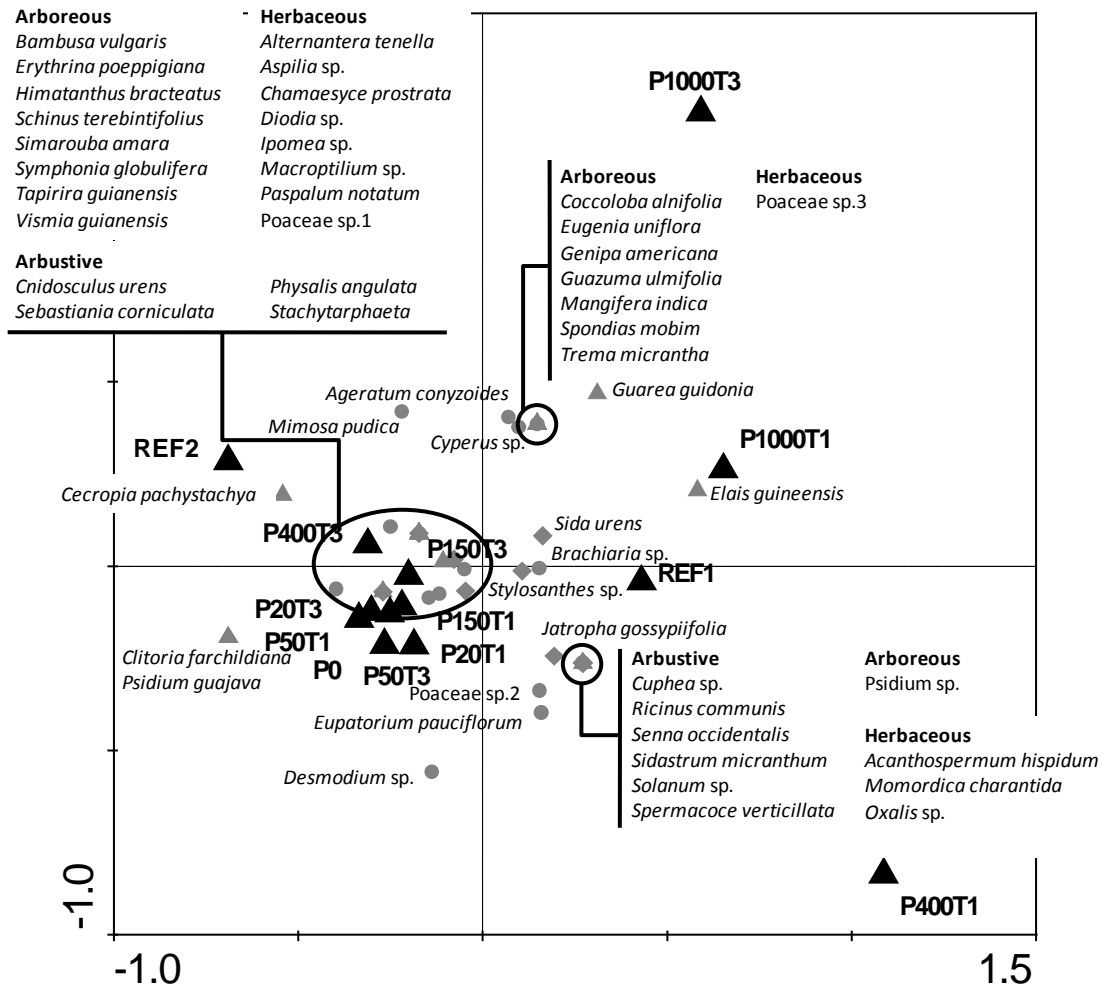 Arboreous
Bambusa vulgaris
Erythrina poeppigiana
Himatanthus bracteatus
Schinus terebintifolius
Simarouba amara
Symphonia globulifera
Tapirira guianensis
Vismia guianensis
Herbaceous
Alternantera tenella
Aspilia sp.
Chamaesyce prostrata
Diodia sp.
Ipomea sp.
Macroptilium sp.
Paspalum notatum
Poaceae sp.1
Arbustive
Cnidosculus urens
Sebastiania corniculata
Physalis angulata
Stachytarphaeta
P1000T3
Arboreous
Coccoloba alnifolia
Eugenia uniflora
Genipa americana
Guazuma ulmifolia
Mangifera indica
Spondias mobim
Trema micrantha
Herbaceous
Poaceae sp.3
Ageratum conyzoides
Guarea guidonia
Mimosa pudica
Cyperus sp.
P1000T1
REF2
Cecropia pachystachya
Elais guineensis
P400T3
P150T3
Sida urens
Brachiaria sp.
REF1
Stylosanthes sp.
P20T3
P150T1
P50T1
P20T1
Jatropha gossypiifolia
Clitoria farchildiana
Psidium guajava
P0
P50T3
Poaceae sp.2
Eupatorium pauciflorum
Desmodium sp.
Arbustive
Cuphea sp.
Ricinus communis
Senna occidentalis
Sidastrum micranthum
Solanum sp.
Spermacoce verticillata
Arboreous
Psidium sp.
Herbaceous
Acanthospermum hispidum
Momordica charantida
Oxalis sp.
P400T1
-1.0
-1.0
1.5